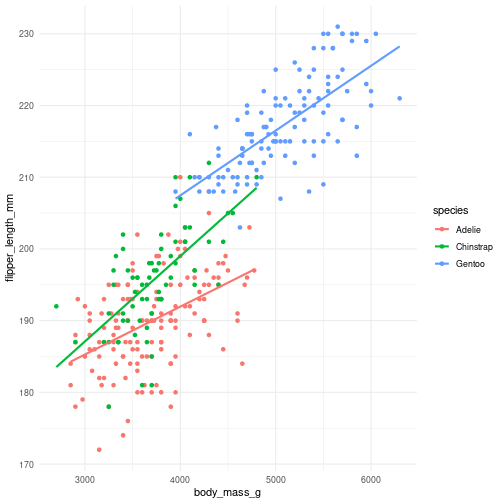 230
220
210
200
190
180
170
flipper_length_mm
3000 4000 5000 6000
body_mass_g
species
Adelie
Chinstrap
Gentoo